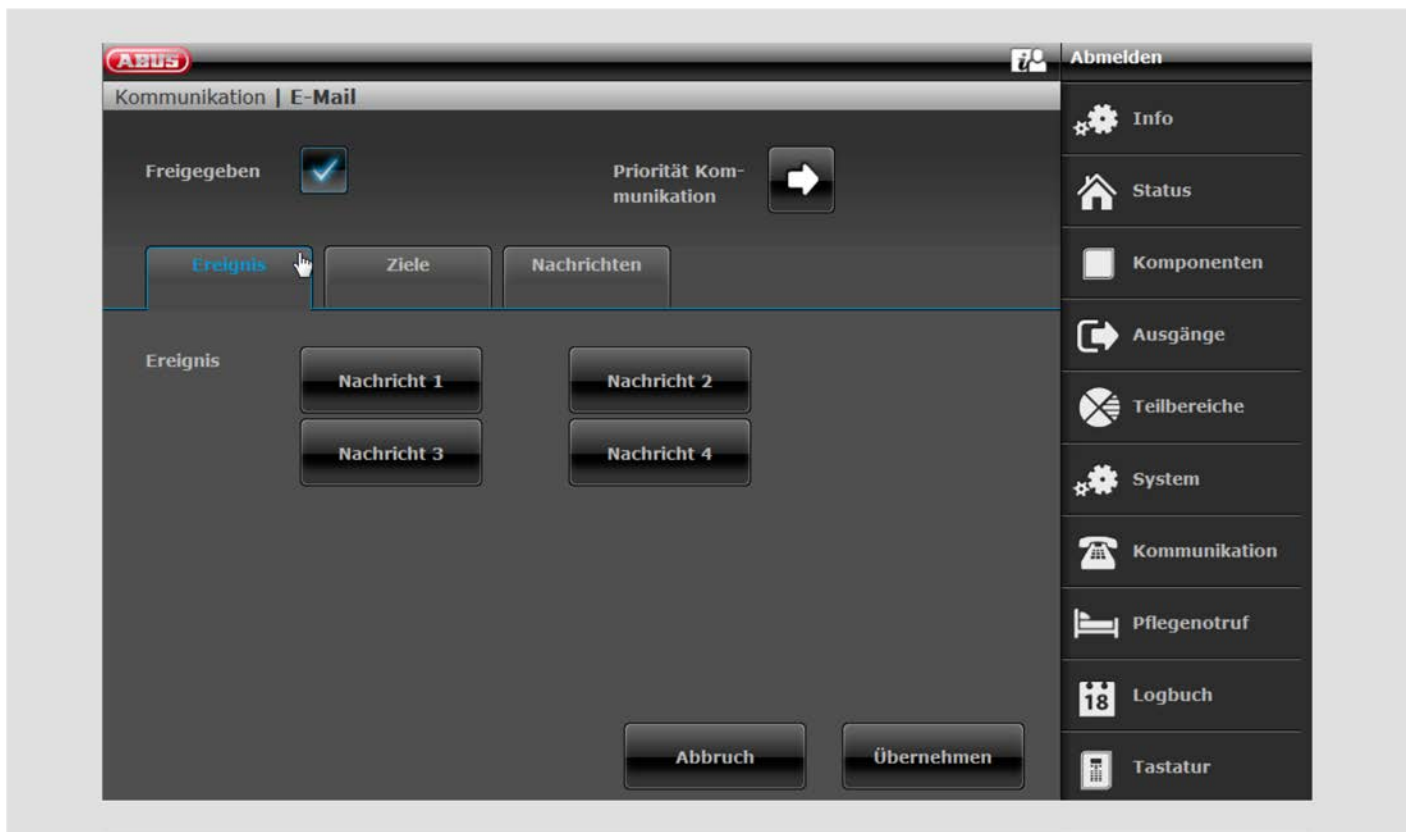 ABUS
Abmelden
Kommunikation | E-Mail
Info
Freigegeben
Priorität Kom-
munikation
Status
Ereignis
Ziele
Nachrichten
Komponenten
Ausgänge
Ereignis
Nachricht 1
Nachricht 2
Teilbereiche
Nachricht 3
Nachricht 4
System
Kommunikation
Pflegenotruf
18
Logbuch
Abbruch
Übernehmen
Tastatur